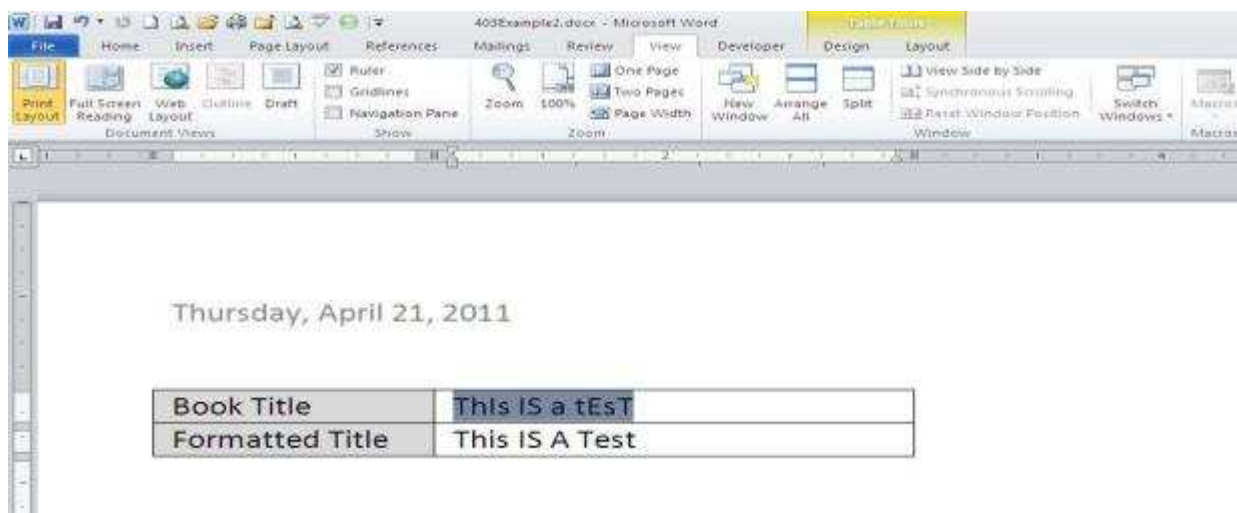 403Example2.docx - Microsoft Word
Table Tools
File Home Insert Page Layout References Mailings Review View Developer Design Layout
Print Layout
Full Screen Reading
Web Layout
Outline
Draft
Document Views
Ruler
Gridlines
Navigation Pane
Show
Zoom
100%
One Page
Two Pages
Page Width
Zoom
New Window
Arrange All
Split
View Side by Side
Synchronous Scrolling
Reset Window Position
Window
Switch Windows
Macros
Macros
Thursday, April 21, 2011
Book Title ThIs IS a tEsT
Formatted Title This IS A Test